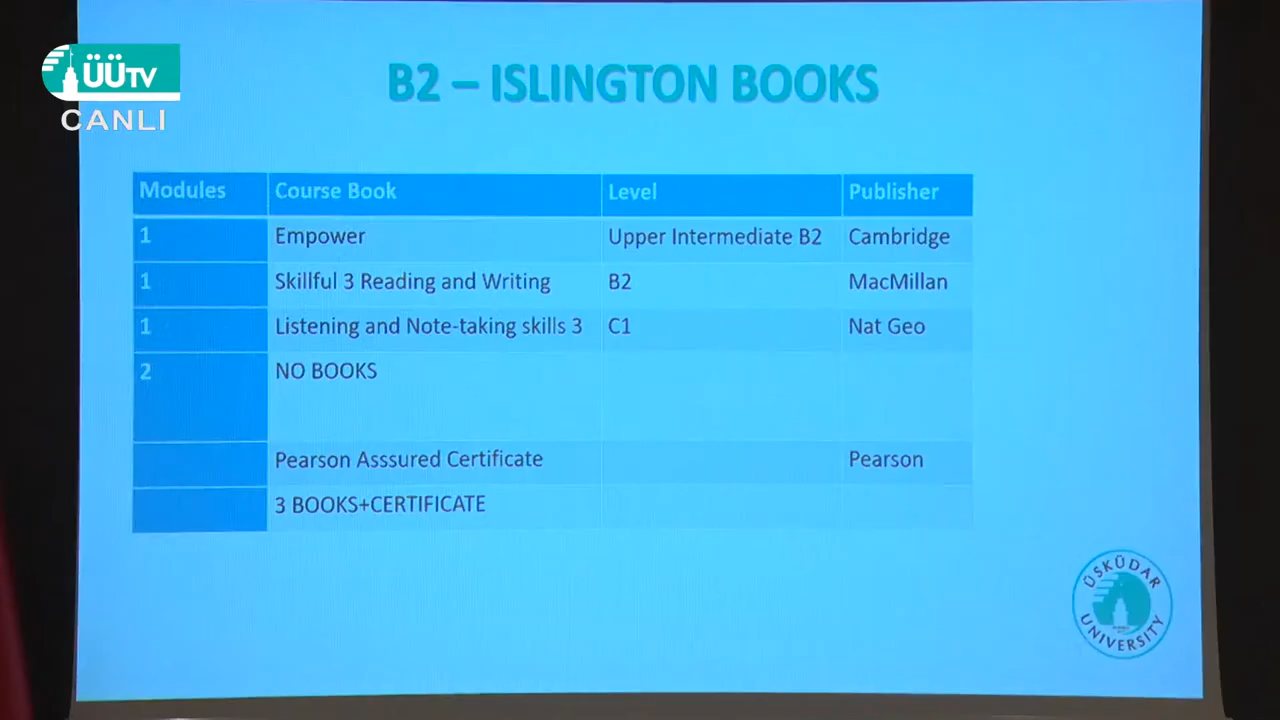 ÜÜTV
CANLI
B2 – ISLINGTON BOOKS
Modules Course Book Level Publisher
1 Empower Upper Intermediate B2 Cambridge
1 Skillful 3 Reading and Writing B2 MacMillan
1 Listening and Note-taking skills 3 C1 Nat Geo
2 NO BOOKS
Pearson Asssured Certificate Pearson
3 BOOKS+CERTIFICATE
ÜSKÜDAR
UNIVERSITY